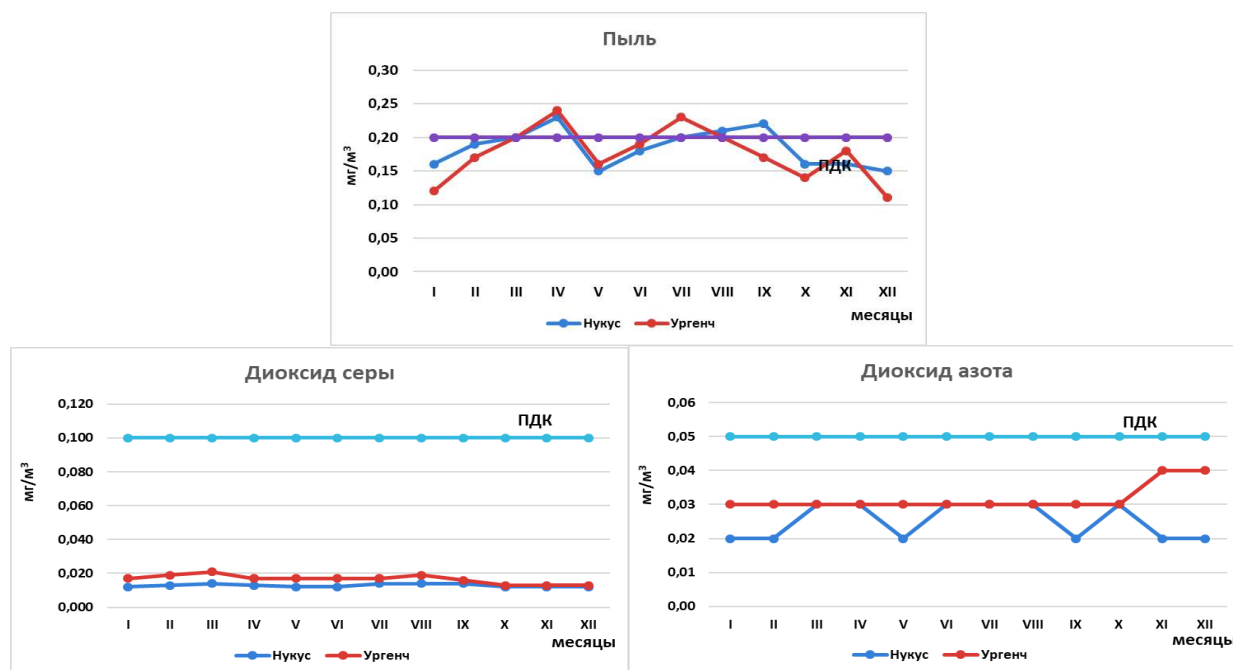 Пыль
0,30
0,25
0,20
0,15
0,10
0,05
0,00
мг/м³
ПДК
I II III IV V VI VII VIII IX X XI XII
месяцы
Нукус Ургенч
Диоксид серы
0,120
0,100
0,080
0,060
0,040
0,020
0,000
мг/м³
ПДК
I II III IV V VI VII VIII IX X XI XII
месяцы
Нукус Ургенч
Диоксид азота
0,06
0,05
0,04
0,03
0,02
0,01
0,00
мг/м³
ПДК
I II III IV V VI VII VIII IX X XI XII
месяцы
Нукус Ургенч